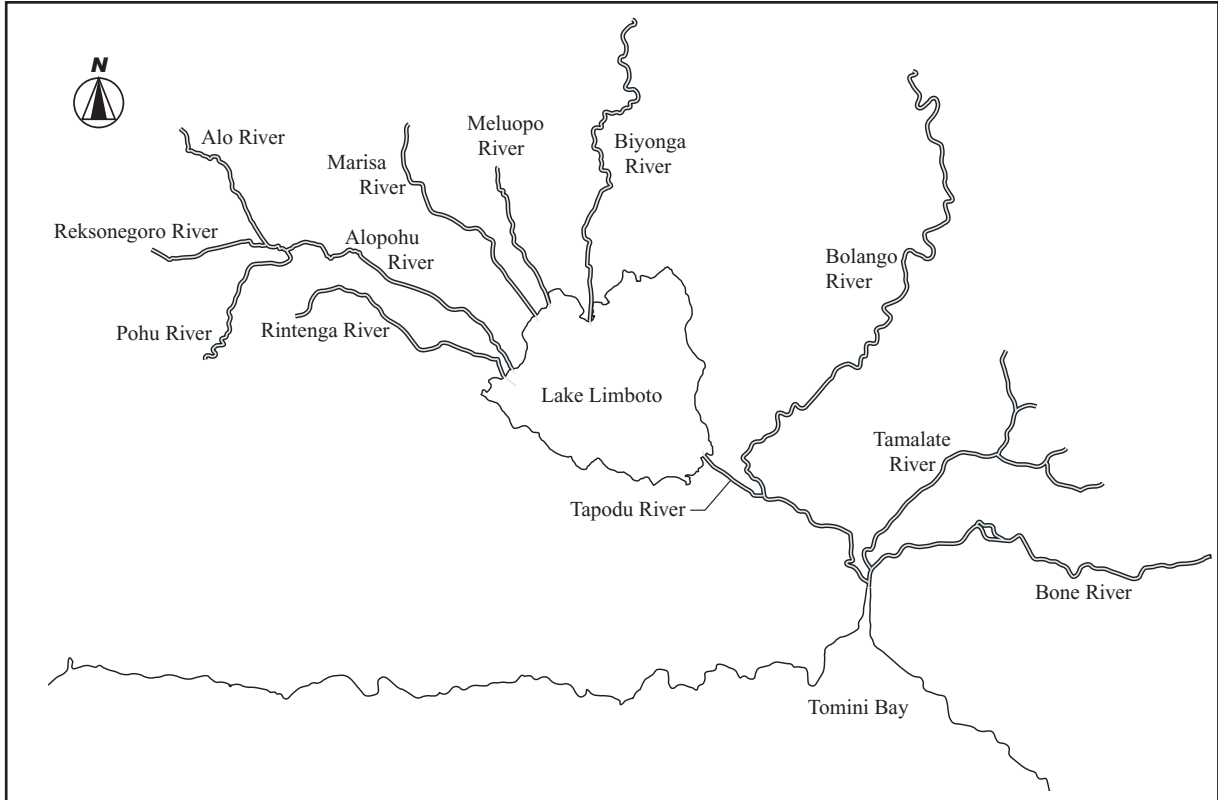 N
Alo River
Meluopo
River
Biyonga
River
Marisa
River
Reksonegoro River
Alopohu
River
Bolango
River
Pohu River
Rintenga River
Lake Limboto
Tamalate
River
Tapodu River
Bone River
Tomini Bay